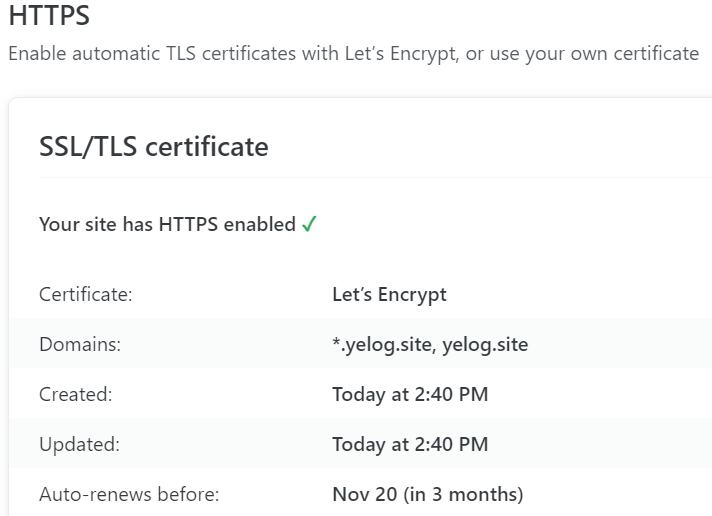 HTTPS
Enable automatic TLS certificates with Let’s Encrypt, or use your own certificate
SSL/TLS certificate
Your site has HTTPS enabled ✓
Certificate: Let’s Encrypt
Domains: *.yelog.site, yelog.site
Created: Today at 2:40 PM
Updated: Today at 2:40 PM
Auto-renews before: Nov 20 (in 3 months)